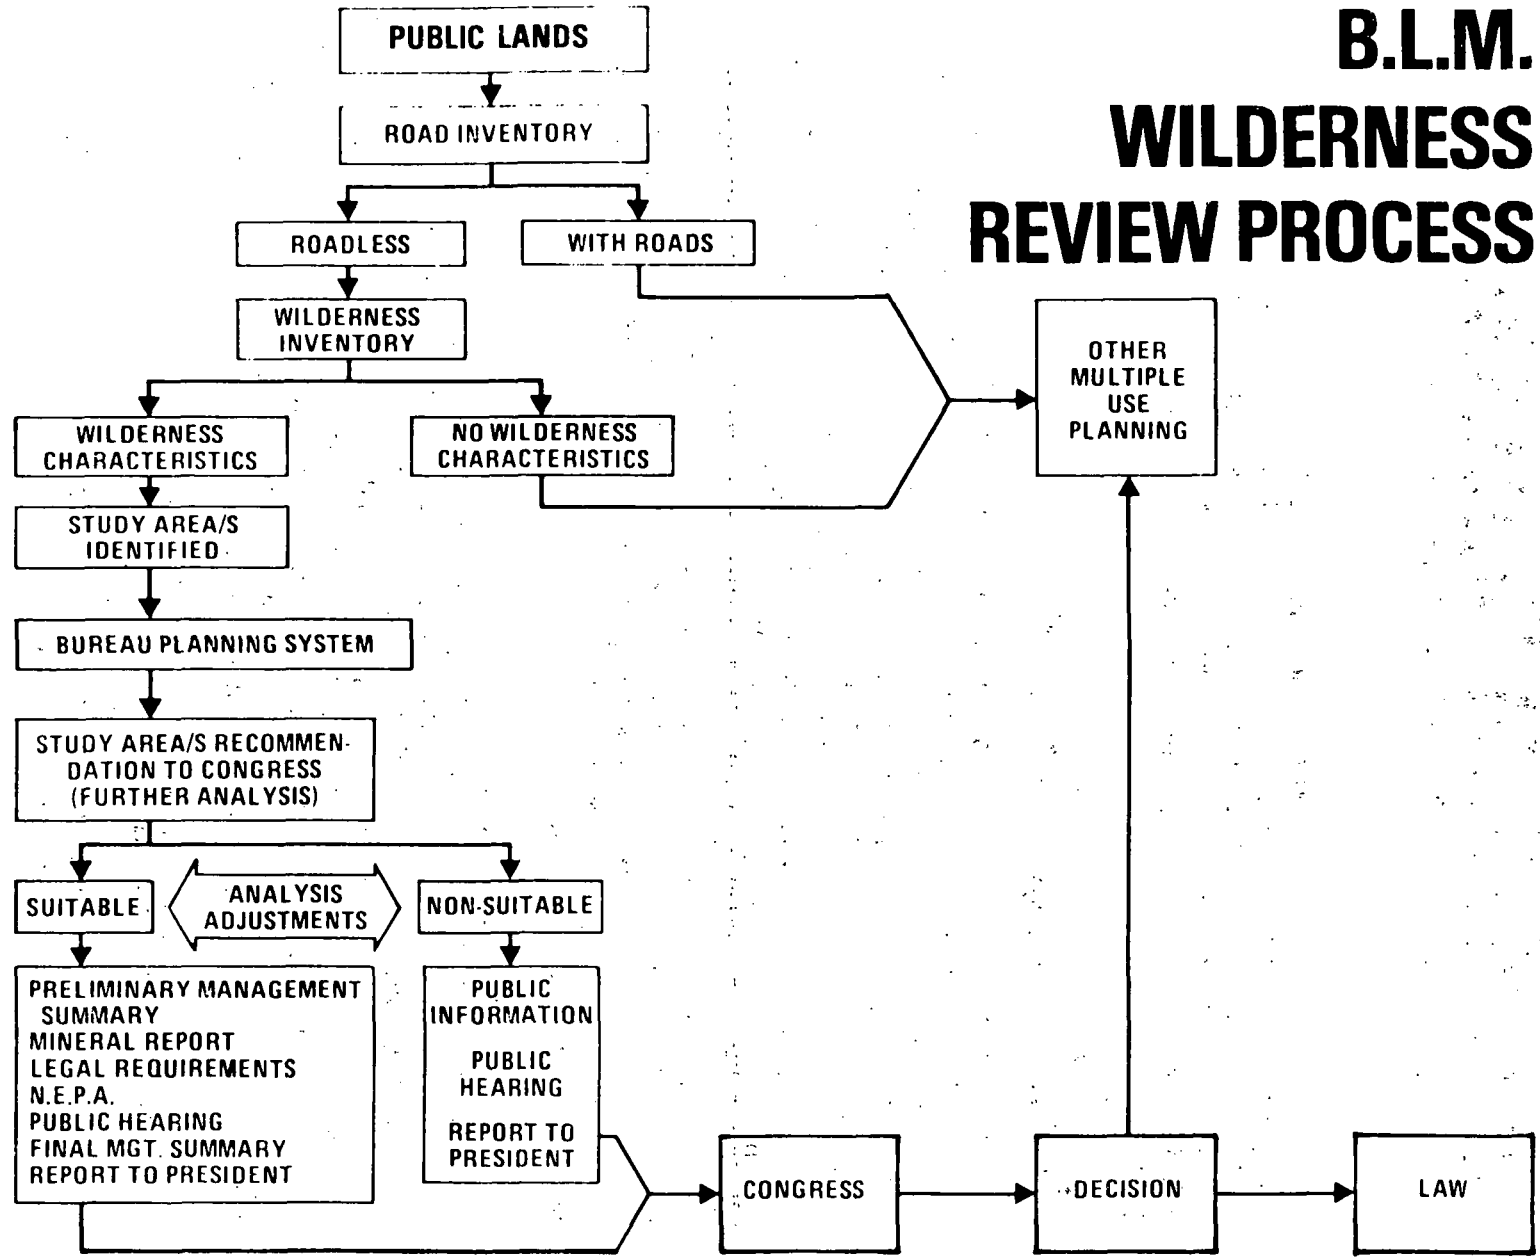 B.L.M.
WILDERNESS
REVIEW PROCESS
PUBLIC LANDS
ROAD INVENTORY
ROADLESS
WITH ROADS
WILDERNESS
INVENTORY
OTHER
MULTIPLE
USE
PLANNING
WILDERNESS
CHARACTERISTICS
NO WILDERNESS
CHARACTERISTICS
STUDY AREA/S
IDENTIFIED
BUREAU PLANNING SYSTEM
STUDY AREA/S RECOMMEN-
DATION TO CONGRESS
(FURTHER ANALYSIS)
SUITABLE
ANALYSIS
ADJUSTMENTS
NON-SUITABLE
PRELIMINARY MANAGEMENT
SUMMARY
MINERAL REPORT
LEGAL REQUIREMENTS
N.E.P.A.
PUBLIC HEARING
FINAL MGT. SUMMARY
REPORT TO PRESIDENT
PUBLIC
INFORMATION
PUBLIC
HEARING
REPORT TO
PRESIDENT
CONGRESS
DECISION
LAW